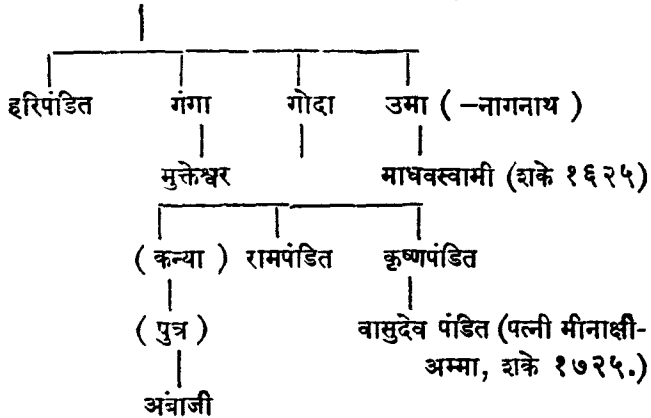 हरिपंडित गंगा गोदा उमा ( –नागनाथ )
मुक्तेश्वर माधवस्वामी (शके १६२५)
( कन्या ) रामपंडित कृष्णपंडित
( पुत्र ) वासुदेव पंडित (पत्नी मीनाक्षी-
अम्मा, शके १७२५.)
अंबाजी